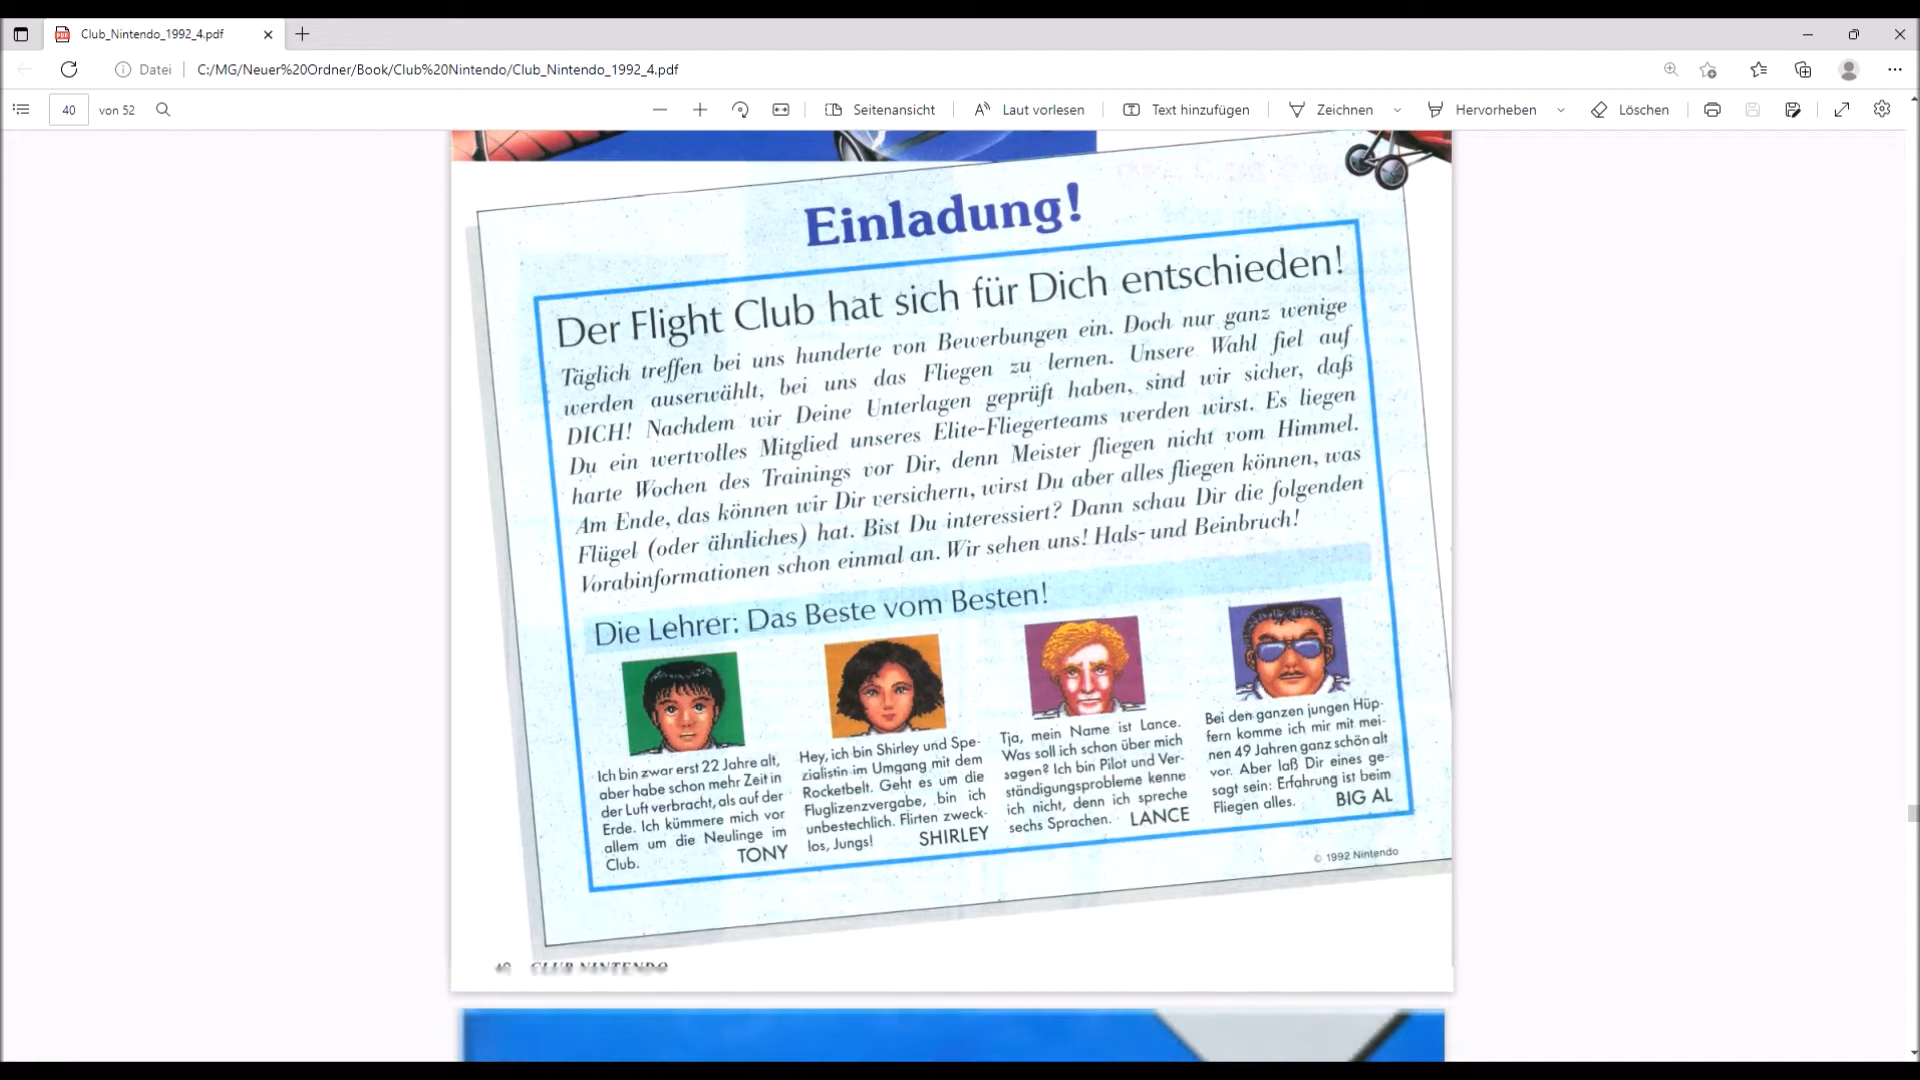 Club_Nintendo_1992_4.pdf
Datei
C:/MG/Neuer%20Ordner/Book/Club%20Nintendo/Club_Nintendo_1992_4.pdf
40 von 52
Seitenansicht
Laut vorlesen
Text hinzufügen
Zeichnen
Hervorheben
Löschen
Einladung!
Der Flight Club hat sich für Dich entschieden!
Täglich treffen bei uns hunderte von Bewerbungen ein. Doch nur ganz wenige
werden auserwählt, bei uns das Fliegen zu lernen. Unsere Wahl fiel auf
DICH! Nachdem wir Deine Unterlagen geprüft haben, sind wir sicher, daß
Du ein wertvolles Mitglied unseres Elite-Fliegerteams werden wirst. Es liegen
harte Wochen des Trainings vor Dir, denn Meister fliegen nicht vom Himmel.
Am Ende, das können wir Dir versichern, wirst Du aber alles fliegen können, was
Flügel (oder ähnliches) hat. Bist Du interessiert? Dann schau Dir die folgenden
Vorabinformationen schon einmal an. Wir sehen uns! Hals- und Beinbruch!
Die Lehrer: Das Beste vom Besten!
Ich bin zwar erst 22 Jahre alt,
aber habe schon mehr Zeit in
der Luft verbracht, als auf der
Erde. Ich kümmere mich vor
allem um die Neulinge im
Club. TONY
Hey, ich bin Shirley und Spe-
zialistin im Umgang mit dem
Rocketbelt. Geht es um die
Fluglizenzvergabe, bin ich
unbestechlich. Flirten zweck-
los, Jungs! SHIRLEY
Tja, mein Name ist Lance.
Was soll ich schon über mich
sagen? Ich bin Pilot und Ver-
ständigungsprobleme kenne
ich nicht, denn ich spreche
sechs Sprachen. LANCE
Bei den ganzen jungen Hüp-
fern komme ich mir mit mei-
nen 49 Jahren ganz schön alt
vor. Aber laß Dir eines ge-
sagt sein: Erfahrung ist beim
Fliegen alles. BIG AL
© 1992 Nintendo
40 CLUB NINTENDO